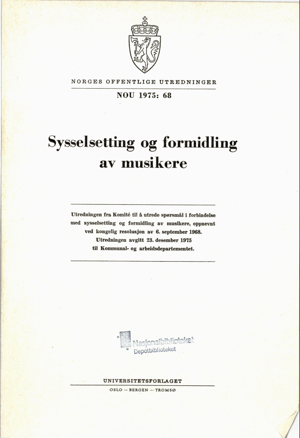 NORGES OFFENTLIGE UTREDNINGER
NOU 1975: 68
Sysselsetting og formidling
av musikere
Utredningen fra Komité til å utrede spørsmål i forbindelse
med sysselsetting og formidling av musikere, oppnevnt
ved kongelig resolusjon av 6. september 1968.
Utredningen avgitt 23. desember 1975
til Kommunal- og arbeidsdepartementet.
Nasjonalbiblioteket
Depotbiblioteket
UNIVERSITETSFORLAGET
OSLO – BERGEN – TROMSØ